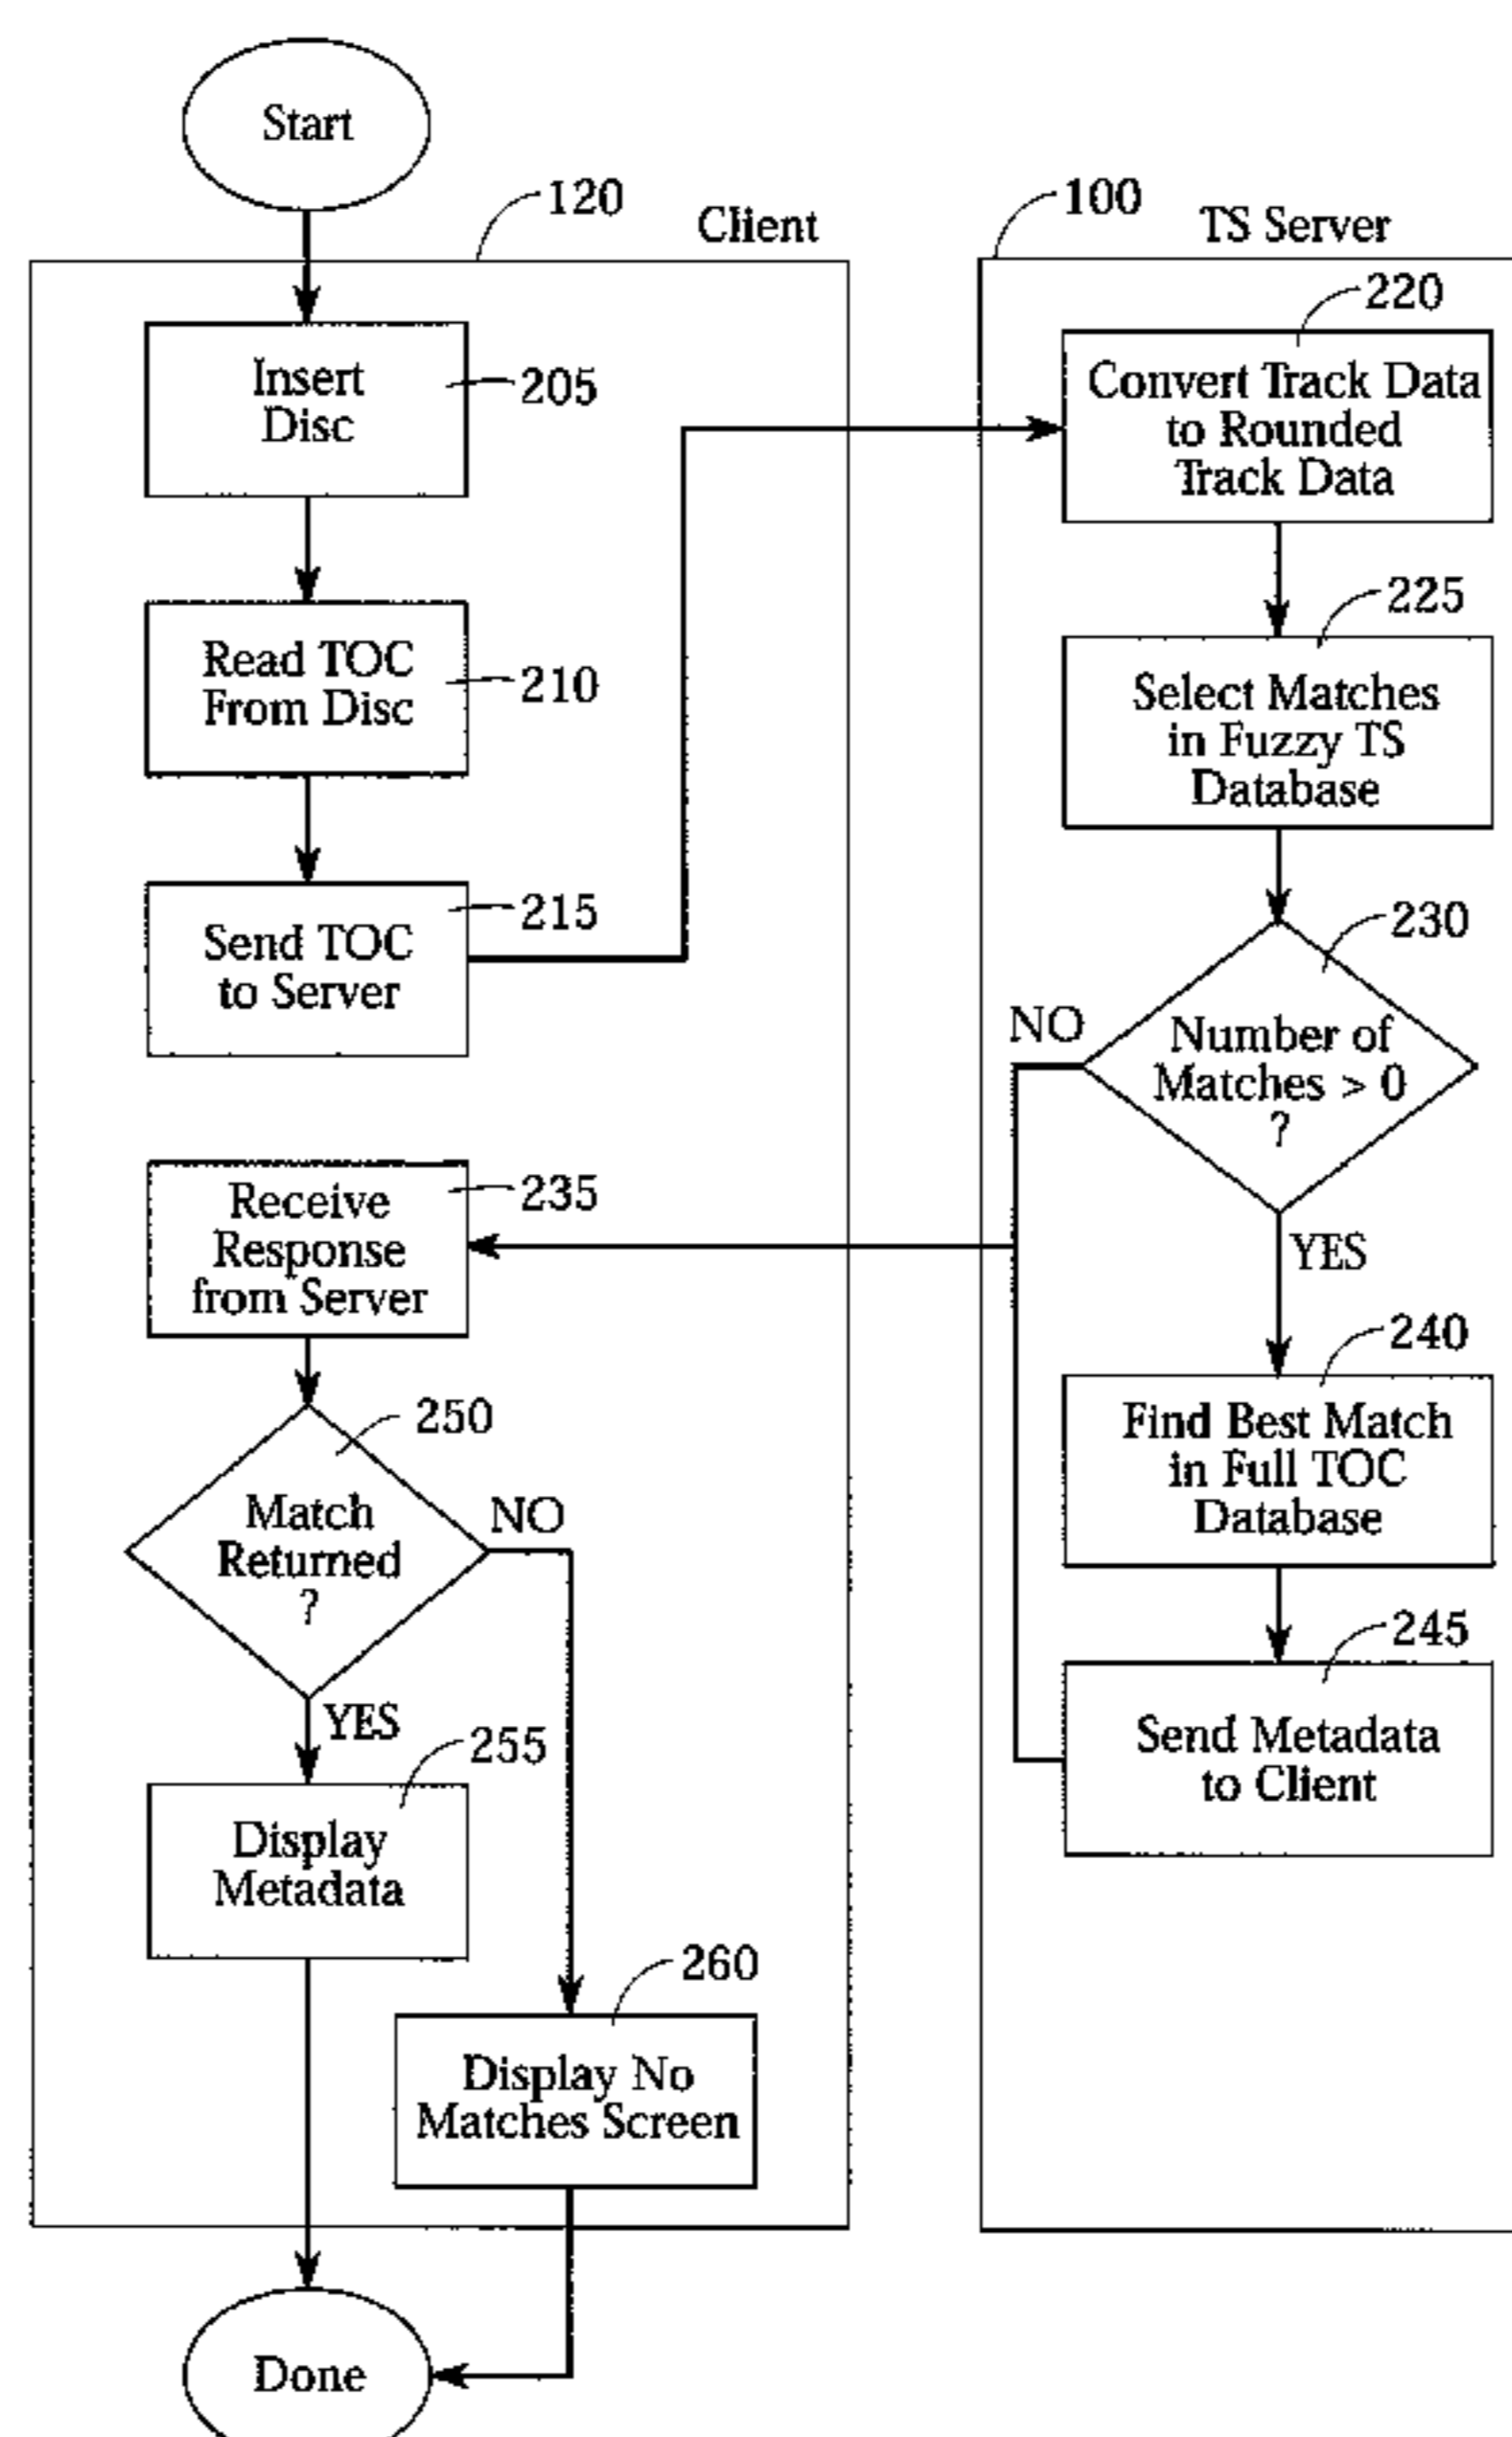 Start
120
Client
100
TS Server
Insert
Disc
205
Read TOC
From Disc
210
Send TOC
to Server
215
220
Convert Track Data
to Rounded
Track Data
225
Select Matches
in Fuzzy TS
Database
230
Number of
Matches > 0
?
NO
YES
Receive
Response
from Server
235
240
Find Best Match
in Full TOC
Database
245
Send Metadata
to Client
250
Match
Returned
?
NO
YES
255
Display
Metadata
260
Display No
Matches Screen
Done